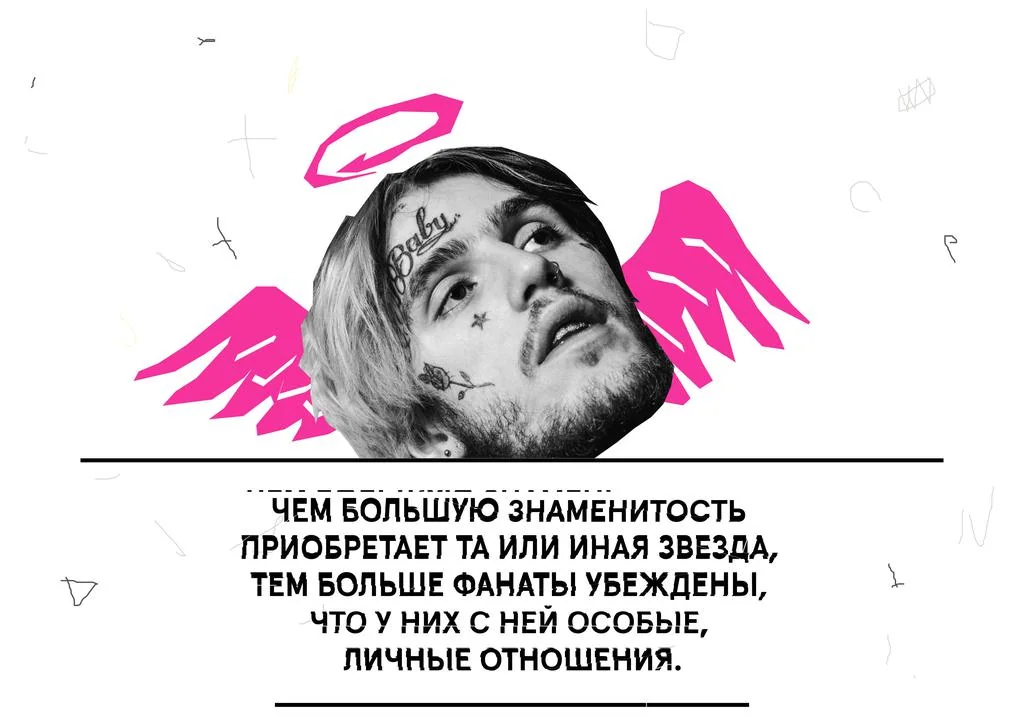 Baby.
ЧЕМ БОЛЬШУЮ ЗНАМЕНИТОСТЬ
ПРИОБРЕТАЕТ ТА ИЛИ ИНАЯ ЗВЕЗДА,
ТЕМ БОЛЬШЕ ФАНАТЫ УБЕЖДЕНЫ,
ЧТО У НИХ С НЕЙ ОСОБЫЕ,
ЛИЧНЫЕ ОТНОШЕНИЯ.